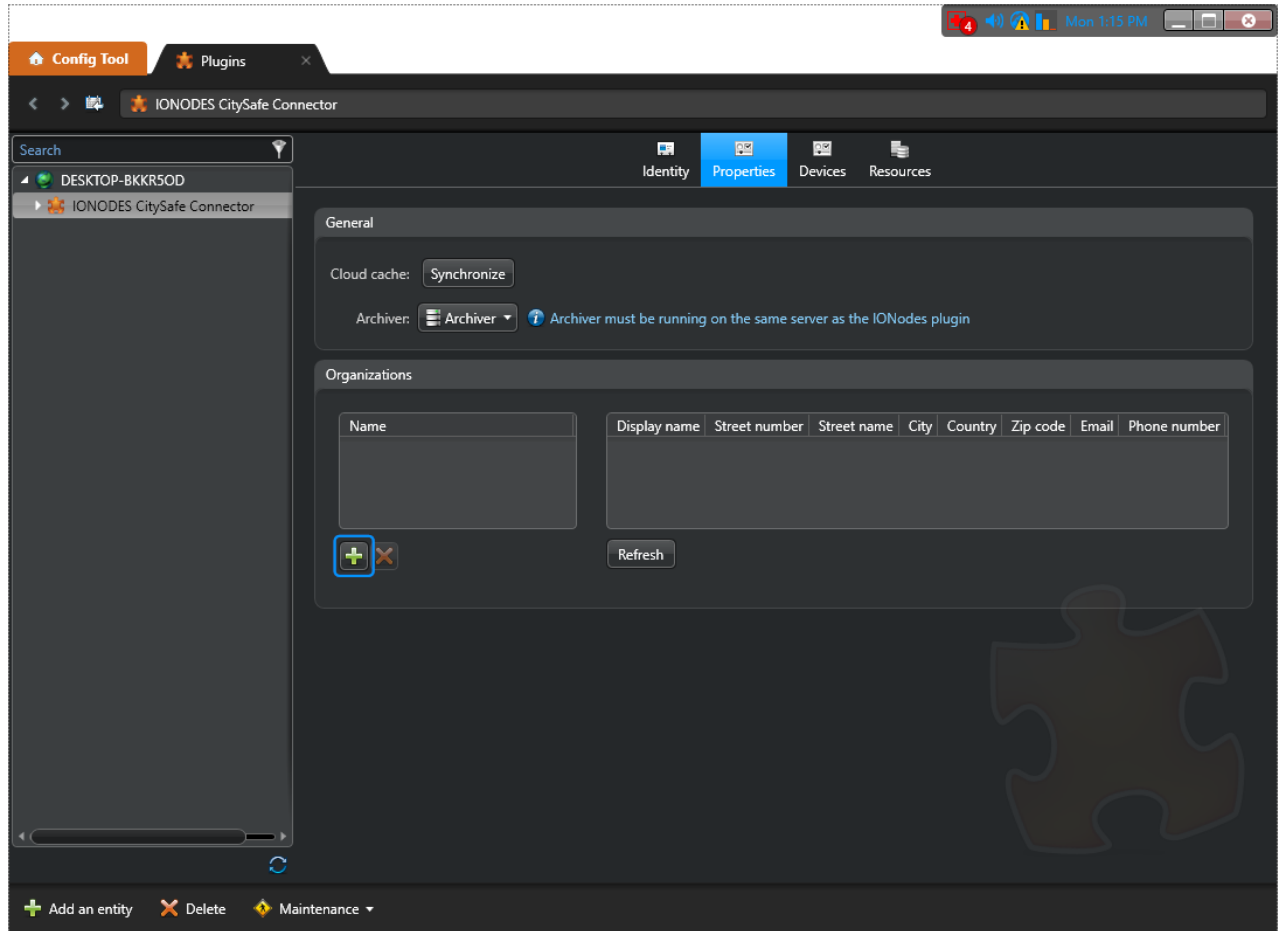 4 Mon 1:15 PM
Config Tool Plugins
IONODES CitySafe Connector
Search
DESKTOP-BKKR5OD
IONODES CitySafe Connector
Identity Properties Devices Resources
General
Cloud cache: Synchronize
Archiver: Archiver Archiver must be running on the same server as the IONodes plugin
Organizations
Name
Display name Street number Street name City Country Zip code Email Phone number
Refresh
Add an entity Delete Maintenance